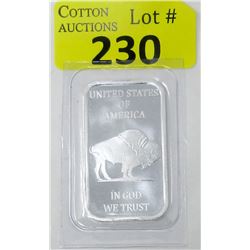 COTTON AUCTIONS Lot #
230
UNITED STATES
OF
AMERICA
IN GOD
WE TRUST